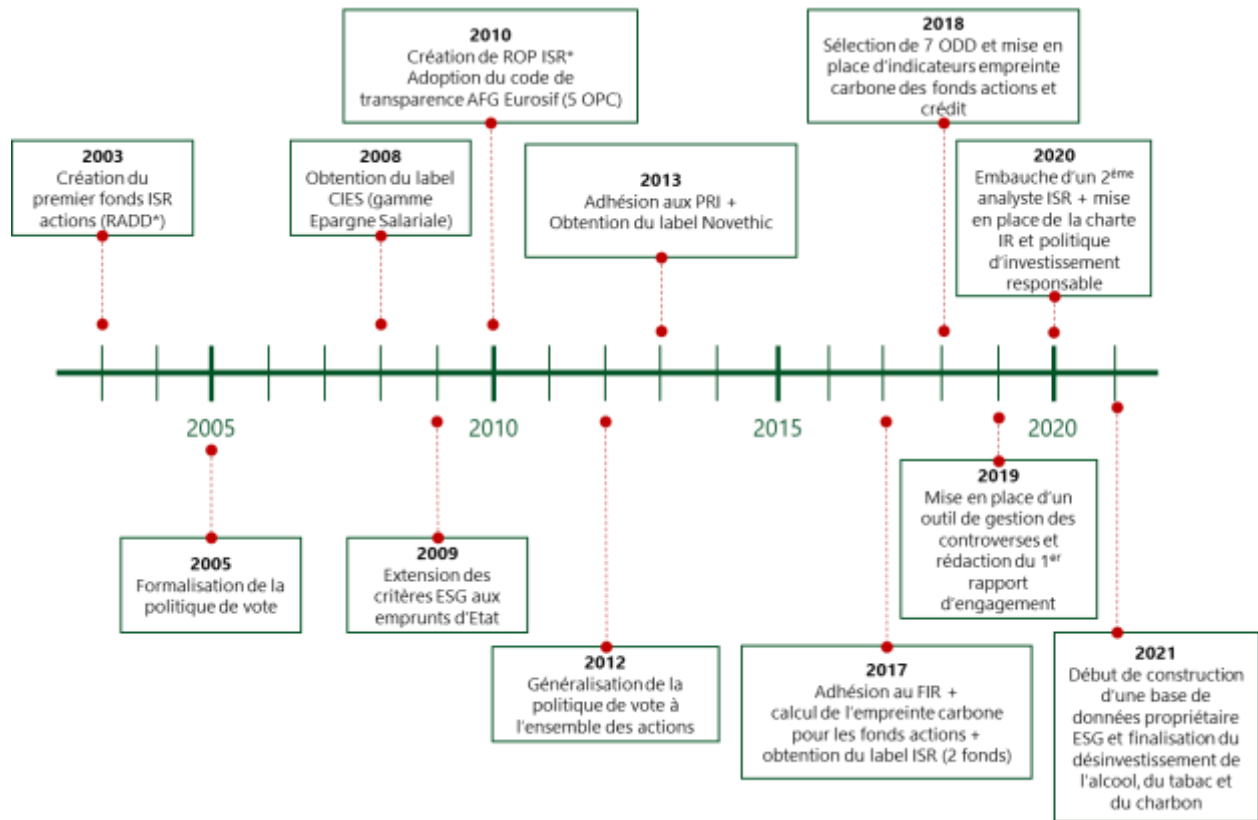 2010
Création de ROP ISR*
Adoption du code de
transparence AFG Eurosif (5 OPC)
2018
Sélection de 7 ODD et mise en
place d'indicateurs empreinte
carbone des fonds actions et
crédit
2003
Création du
premier fonds ISR
actions (RADD*)
2008
Obtention du label
CIES (gamme
Epargne Salariale)
2013
Adhésion aux PRI +
Obtention du label Novethic
2020
Embauche d'un 2ème
analyste ISR + mise
en place de la charte
IR et politique
d'investissement
responsable
2005
2010
2015
2020
2005
Formalisation de la
politique de vote
2009
Extension des
critères ESG aux
emprunts d'Etat
2012
Généralisation de la
politique de vote à
l'ensemble des actions
2017
Adhésion au FIR +
calcul de l'empreinte carbone
pour les fonds actions +
obtention du label ISR (2 fonds)
2019
Mise en place d'un
outil de gestion des
controverses et
rédaction du 1er
rapport
d'engagement
2021
Début de construction
d'une base de
données propriétaire
ESG et finalisation du
désinvestissement de
l'alcool, du tabac et
du charbon